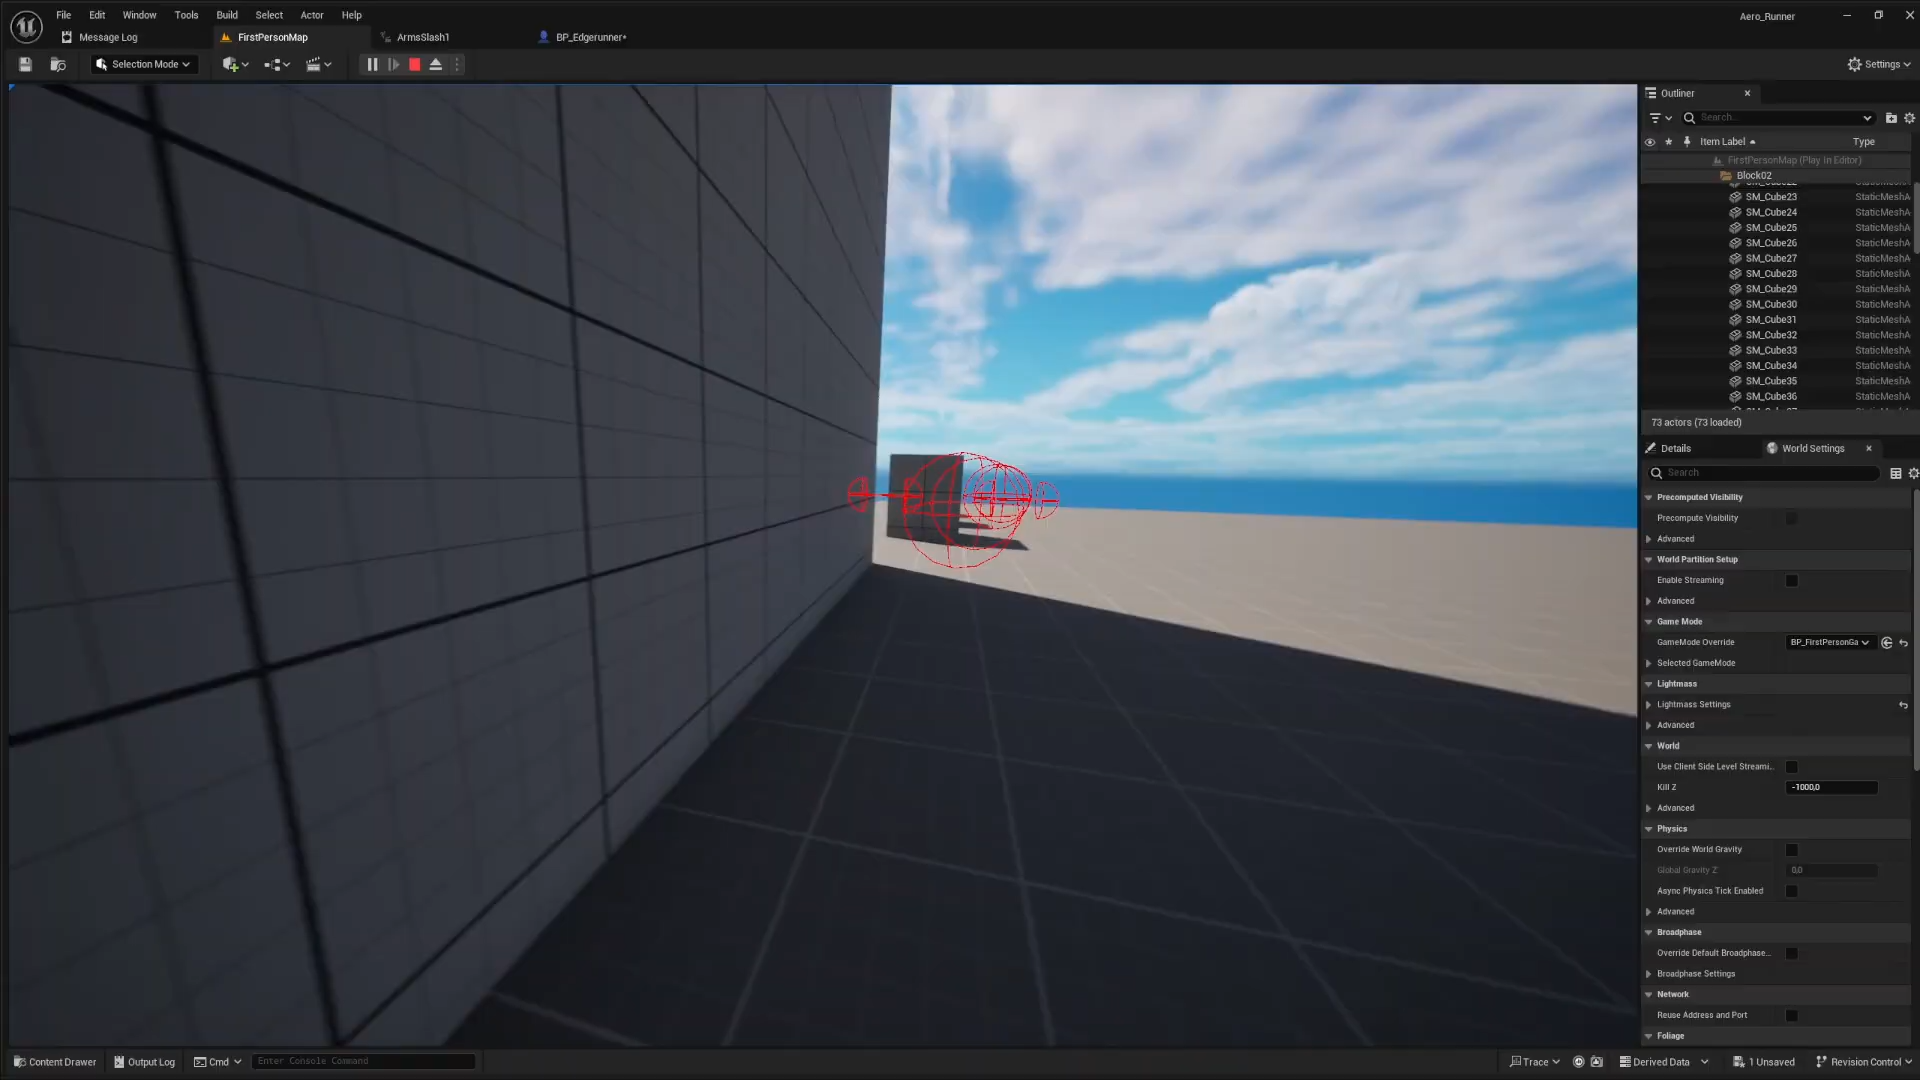 File Edit Window Tools Build Select Actor Help
Aero_Runner
Message Log
FirstPersonMap
ArmsSlash1
BP_Edgerunner*
Selection Mode
Settings
Outliner
Search...
Item Label
Type
FirstPersonMap (Play In Editor)
Block02
SM_Cube23 StaticMeshA
SM_Cube24 StaticMeshA
SM_Cube25 StaticMeshA
SM_Cube26 StaticMeshA
SM_Cube27 StaticMeshA
SM_Cube28 StaticMeshA
SM_Cube29 StaticMeshA
SM_Cube30 StaticMeshA
SM_Cube31 StaticMeshA
SM_Cube32 StaticMeshA
SM_Cube33 StaticMeshA
SM_Cube34 StaticMeshA
SM_Cube35 StaticMeshA
SM_Cube36 StaticMeshA
73 actors (73 loaded)
Details
World Settings
Search
Precomputed Visibility
Precompute Visibility
Advanced
World Partition Setup
Enable Streaming
Advanced
Game Mode
GameMode Override BP_FirstPersonGa
Selected GameMode
Lightmass
Lightmass Settings
Advanced
World
Use Client Side Level Streami...
Kill Z -1000,0
Advanced
Physics
Override World Gravity
Global Gravity Z 0,0
Async Physics Tick Enabled
Advanced
Broadphase
Override Default Broadphase...
Broadphase Settings
Network
Reuse Address and Port
Foliage
Content Drawer
Output Log
Cmd
Enter Console Command
Trace
Derived Data
1 Unsaved
Revision Control